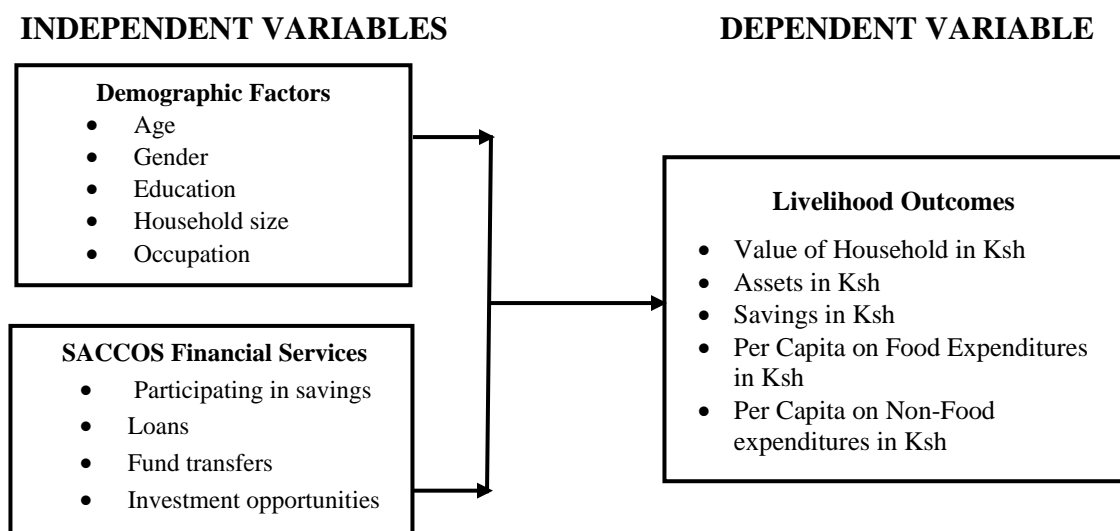 INDEPENDENT VARIABLES
DEPENDENT VARIABLE
Demographic Factors
• Age
• Gender
• Education
• Household size
• Occupation
SACCOS Financial Services
• Participating in savings
• Loans
• Fund transfers
• Investment opportunities
Livelihood Outcomes
• Value of Household in Ksh
• Assets in Ksh
• Savings in Ksh
• Per Capita on Food Expenditures
in Ksh
• Per Capita on Non-Food
expenditures in Ksh